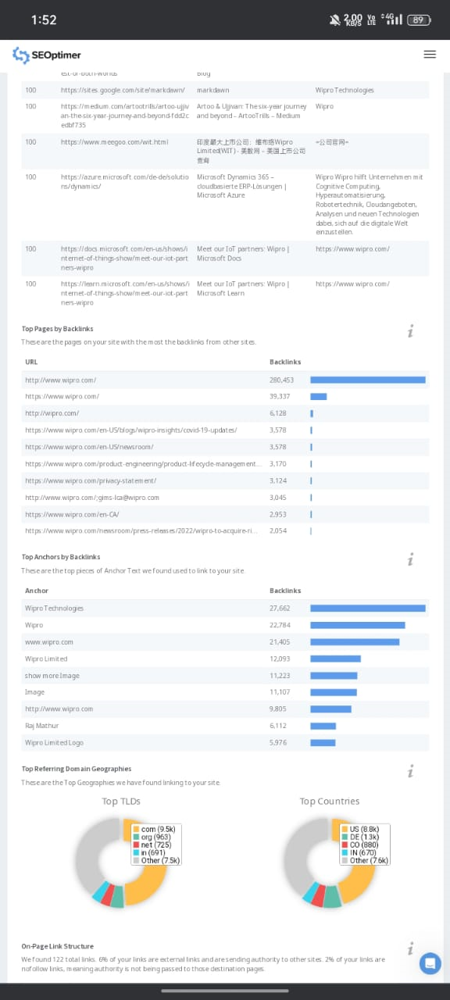 1:52
2.00 KB/S Vo LTE 4G 89
SEOptimer
est-of-both-worlds
Blog
100 https://sites.google.com/site/markdawn/ markdawn Wipro Technologies
100 https://medium.com/artootrills/artoo-ujjiv Artoo & Ujjivan: The six-year journey Wipro
an-the-six-year-journey-and-beyond-fdd2c and beyond – ArtooTrills – Medium
edbf735
100 https://www.meegoo.com/wit.html 印度最大上市公司：维布络Wipro =公司官网=
Limited(WIT) - 美股网 - 美国上市公司
查询
100 https://azure.microsoft.com/de-de/solutio Microsoft Dynamics 365 – Wipro Wipro hilft Unternehmen mit
ns/dynamics/ cloudbasierte ERP-Lösungen | Cognitive Computing,
Microsoft Azure Hyperautomatisierung,
Robotertechnik, Cloudangeboten,
Analysen und neuen Technologien
dabei, sich auf die digitale Welt
einzustellen.
100 https://docs.microsoft.com/en-us/shows/i Meet our IoT partners: Wipro | https://www.wipro.com/
nternet-of-things-show/meet-our-iot-part Microsoft Docs
ners-wipro
100 https://learn.microsoft.com/en-us/shows/i Meet our IoT partners: Wipro | https://www.wipro.com/
nternet-of-things-show/meet-our-iot-part Microsoft Learn
ners-wipro
Top Pages by Backlinks
i
These are the pages on your site with the most the backlinks from other sites.
URL Backlinks
http://www.wipro.com/ 280,453
https://www.wipro.com/ 39,337
http://wipro.com/ 6,128
https://www.wipro.com/en-US/blogs/wipro-insights/covid-19-updates/ 3,578
https://www.wipro.com/en-US/newsroom/ 3,578
https://www.wipro.com/product-engineering/product-lifecycle-management... 3,170
https://www.wipro.com/privacy-statement/ 3,124
http://www.wipro.com/;gims-lca@wipro.com 3,045
https://www.wipro.com/en-CA/ 2,953
https://www.wipro.com/newsroom/press-releases/2022/wipro-to-acquire-ri... 2,054
Top Anchors by Backlinks
i
These are the top pieces of Anchor Text we found used to link to your site.
Anchor Backlinks
Wipro Technologies 27,662
Wipro 22,784
www.wipro.com 21,405
Wipro Limited 12,093
show more Image 11,223
Image 11,107
http://www.wipro.com 9,805
Raj Mathur 6,112
Wipro Limited Logo 5,976
Top Referring Domain Geographies
i
These are the Top Geographies we have found linking to your site.
Top TLDs
com (9.5k)
org (963)
net (725)
in (691)
Other (7.5k)
Top Countries
US (8.8k)
DE (1.3k)
CO (880)
IN (670)
Other (7.6k)
On-Page Link Structure
i
We found 122 total links. 6% of your links are external links and are sending authority to other sites. 2% of your links are
nofollow links, meaning authority is not being passed to those destination pages.